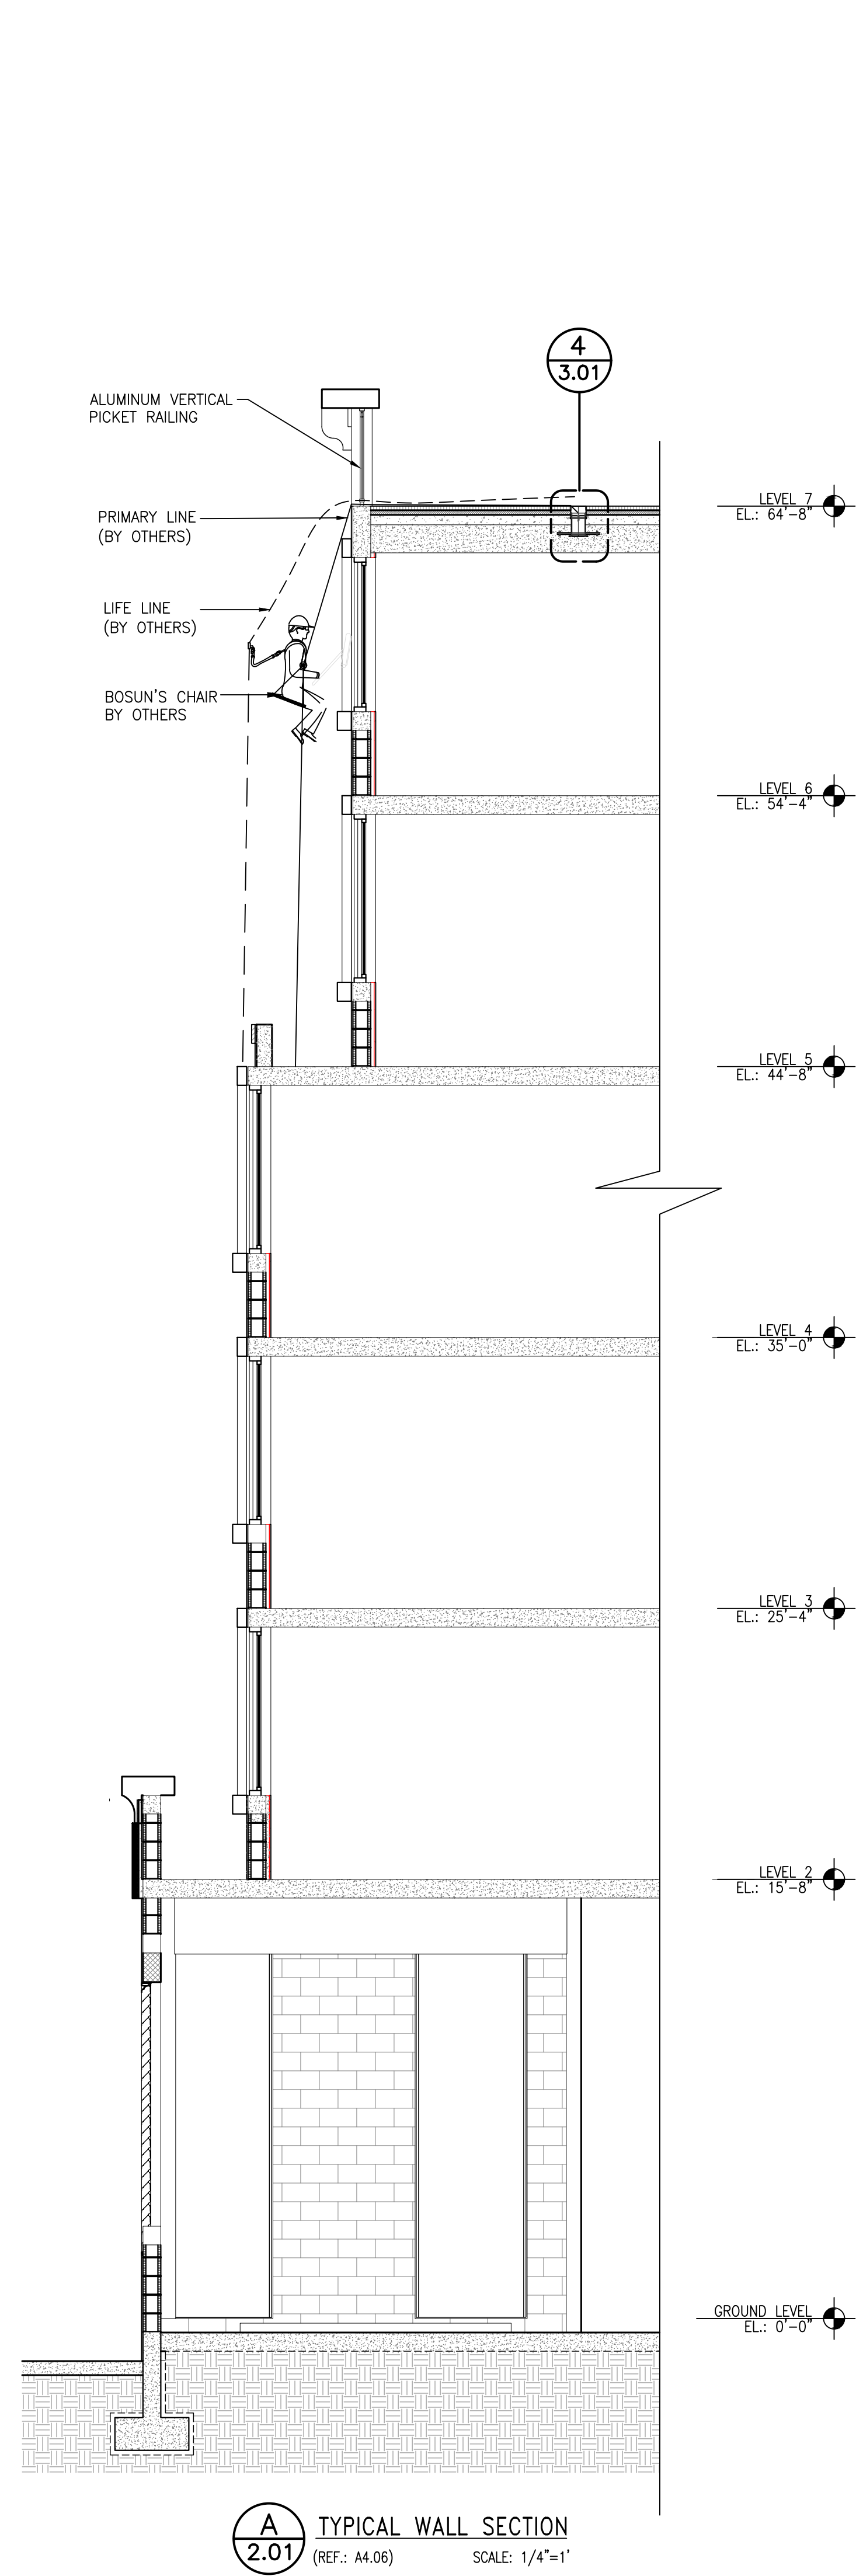 4
3.01
ALUMINUM VERTICAL
PICKET RAILING
LEVEL 7
EL.: 64'-8"
PRIMARY LINE
(BY OTHERS)
LIFE LINE
(BY OTHERS)
BOSUN'S CHAIR
BY OTHERS
LEVEL 6
EL.: 54'-4"
LEVEL 5
EL.: 44'-8"
LEVEL 4
EL.: 35'-0"
LEVEL 3
EL.: 25'-4"
LEVEL 2
EL.: 15'-8"
GROUND LEVEL
EL.: 0'-0"
A
2.01
TYPICAL WALL SECTION
(REF.: A4.06) SCALE: 1/4"=1'